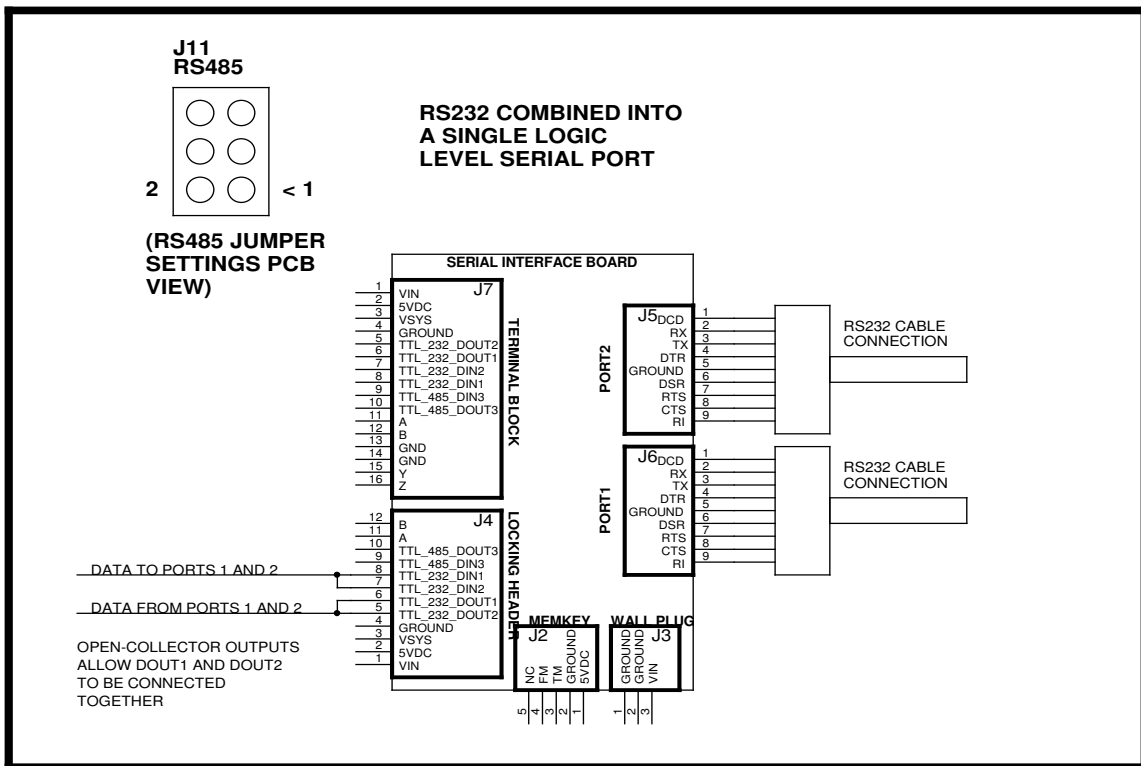 J11
RS485
2
< 1
(RS485 JUMPER
SETTINGS PCB
VIEW)
RS232 COMBINED INTO
A SINGLE LOGIC
LEVEL SERIAL PORT
SERIAL INTERFACE BOARD
J7
TERMINAL BLOCK
1 VIN
2 5VDC
3 VSYS
4 GROUND
5 TTL_232_DOUT2
6 TTL_232_DOUT1
7 TTL_232_DIN2
8 TTL_232_DIN1
9 TTL_485_DIN3
10 TTL_485_DOUT3
11 A
12 B
13 GND
14 GND
15 Y
16 Z
J4
LOCKING HEADER
12 B
11 A
10 TTL_485_DOUT3
9 TTL_485_DIN3
8 TTL_232_DIN1
7 TTL_232_DIN2
6 TTL_232_DOUT1
5 TTL_232_DOUT2
4 GROUND
3 VSYS
2 5VDC
1 VIN
DATA TO PORTS 1 AND 2
DATA FROM PORTS 1 AND 2
OPEN-COLLECTOR OUTPUTS
ALLOW DOUT1 AND DOUT2
TO BE CONNECTED
TOGETHER
PORT2
J5
DCD 1
RX 2
TX 3
DTR 4
GROUND 5
DSR 6
RTS 7
CTS 8
RI 9
RS232 CABLE
CONNECTION
PORT1
J6
DCD 1
RX 2
TX 3
DTR 4
GROUND 5
DSR 6
RTS 7
CTS 8
RI 9
RS232 CABLE
CONNECTION
MEMKEY
J2
NC 5
FM 4
TM 3
GROUND 2
5VDC 1
WALL PLUG
J3
GROUND 1
GROUND 2
VIN 3